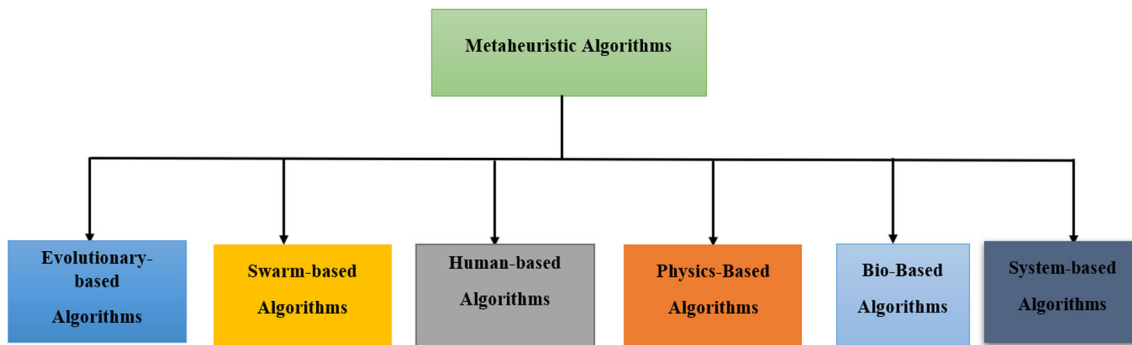 Metaheuristic Algorithms
Evolutionary-
based
Algorithms
Swarm-based
Algorithms
Human-based
Algorithms
Physics-Based
Algorithms
Bio-Based
Algorithms
System-based
Algorithms